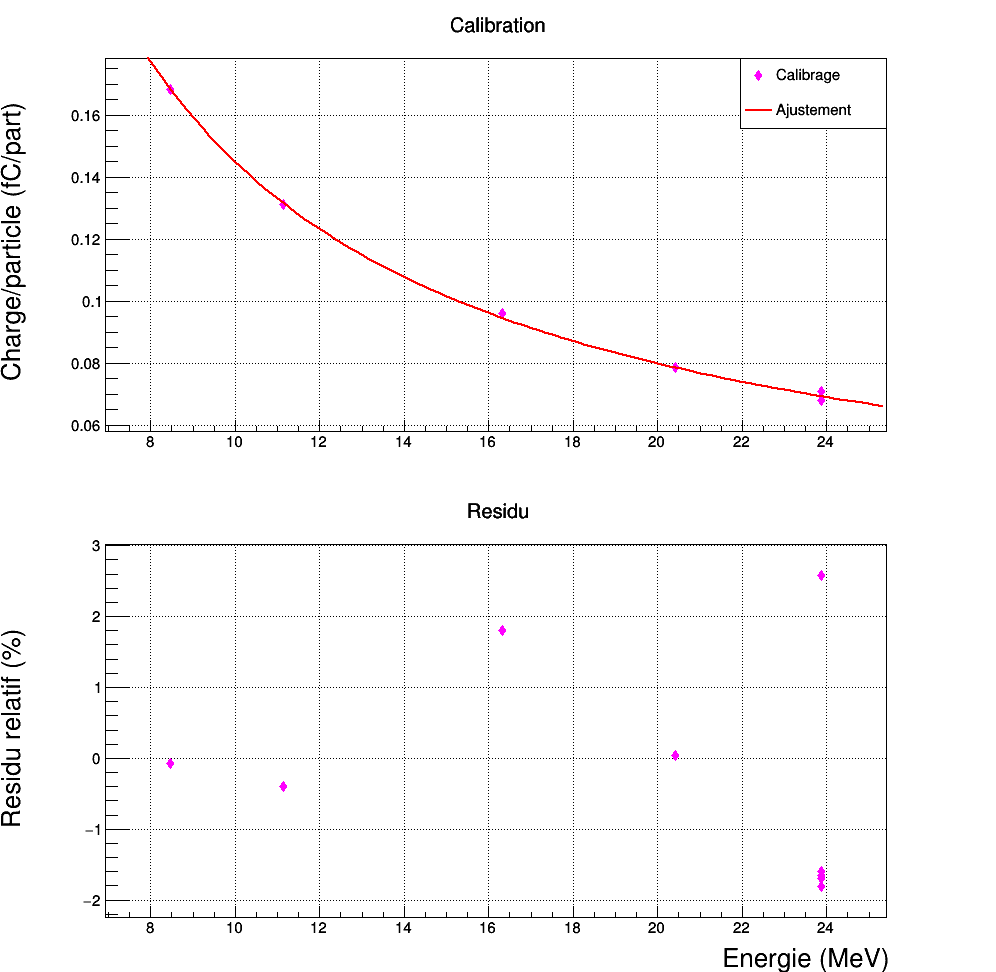 Calibration
Charge/particle (fC/part)
Calibrage
Ajustement
0.16
0.14
0.12
0.1
0.08
0.06
8 10 12 14 16 18 20 22 24
Residu
Residu relatif (%)
3
2
1
0
−1
−2
8 10 12 14 16 18 20 22 24
Energie (MeV)